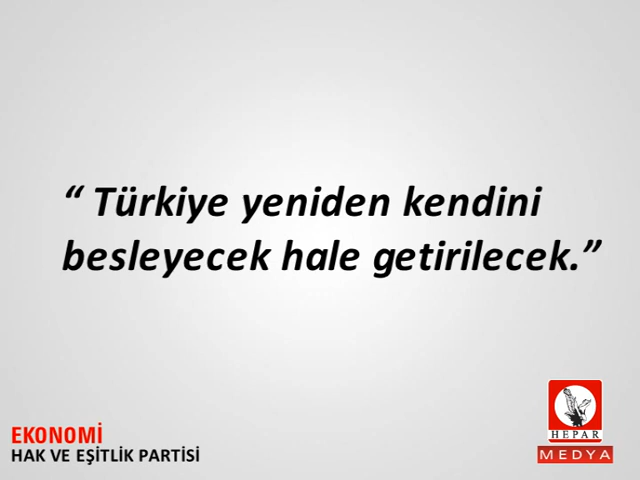 “ Türkiye yeniden kendini
besleyecek hale getirilecek.”
EKONOMİ
HAK VE EŞİTLİK PARTİSİ
HEPAR
MEDYA